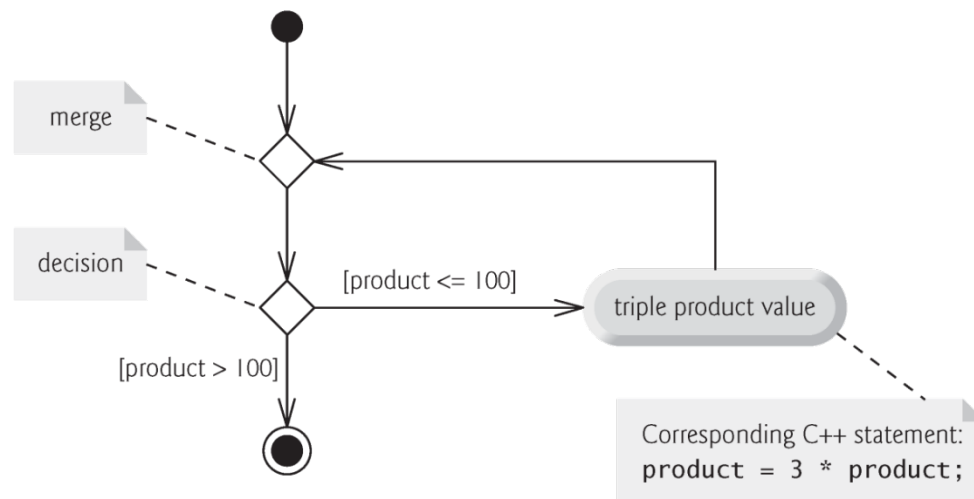 merge
decision
[product <= 100]
triple product value
[product > 100]
Corresponding C++ statement:
product = 3 * product;